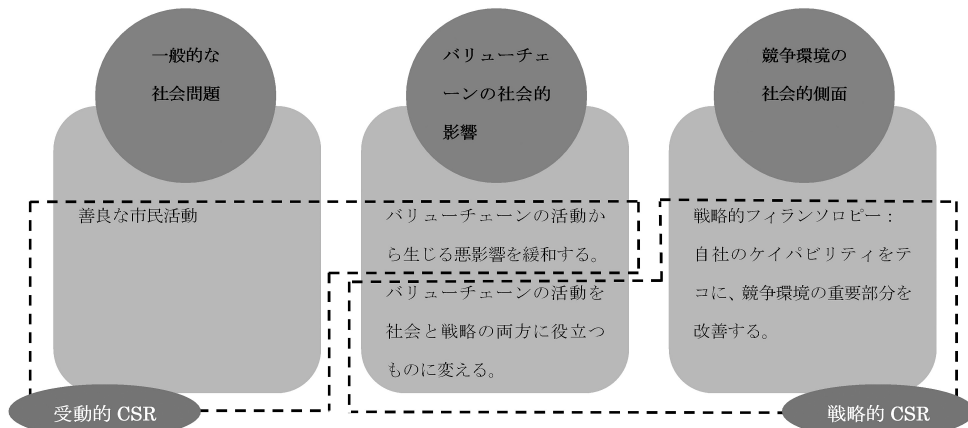 一般的な
社会問題
バリューチェ
ーンの社会的
影響
競争環境の
社会的側面
善良な市民活動
バリューチェーンの活動か
ら生じる悪影響を緩和する。
バリューチェーンの活動を
社会と戦略の両方に役立つ
ものに変える。
戦略的フィランソロピー：
自社のケイパビリティをテ
コに、競争環境の重要部分を
改善する。
受動的 CSR
戦略的 CSR